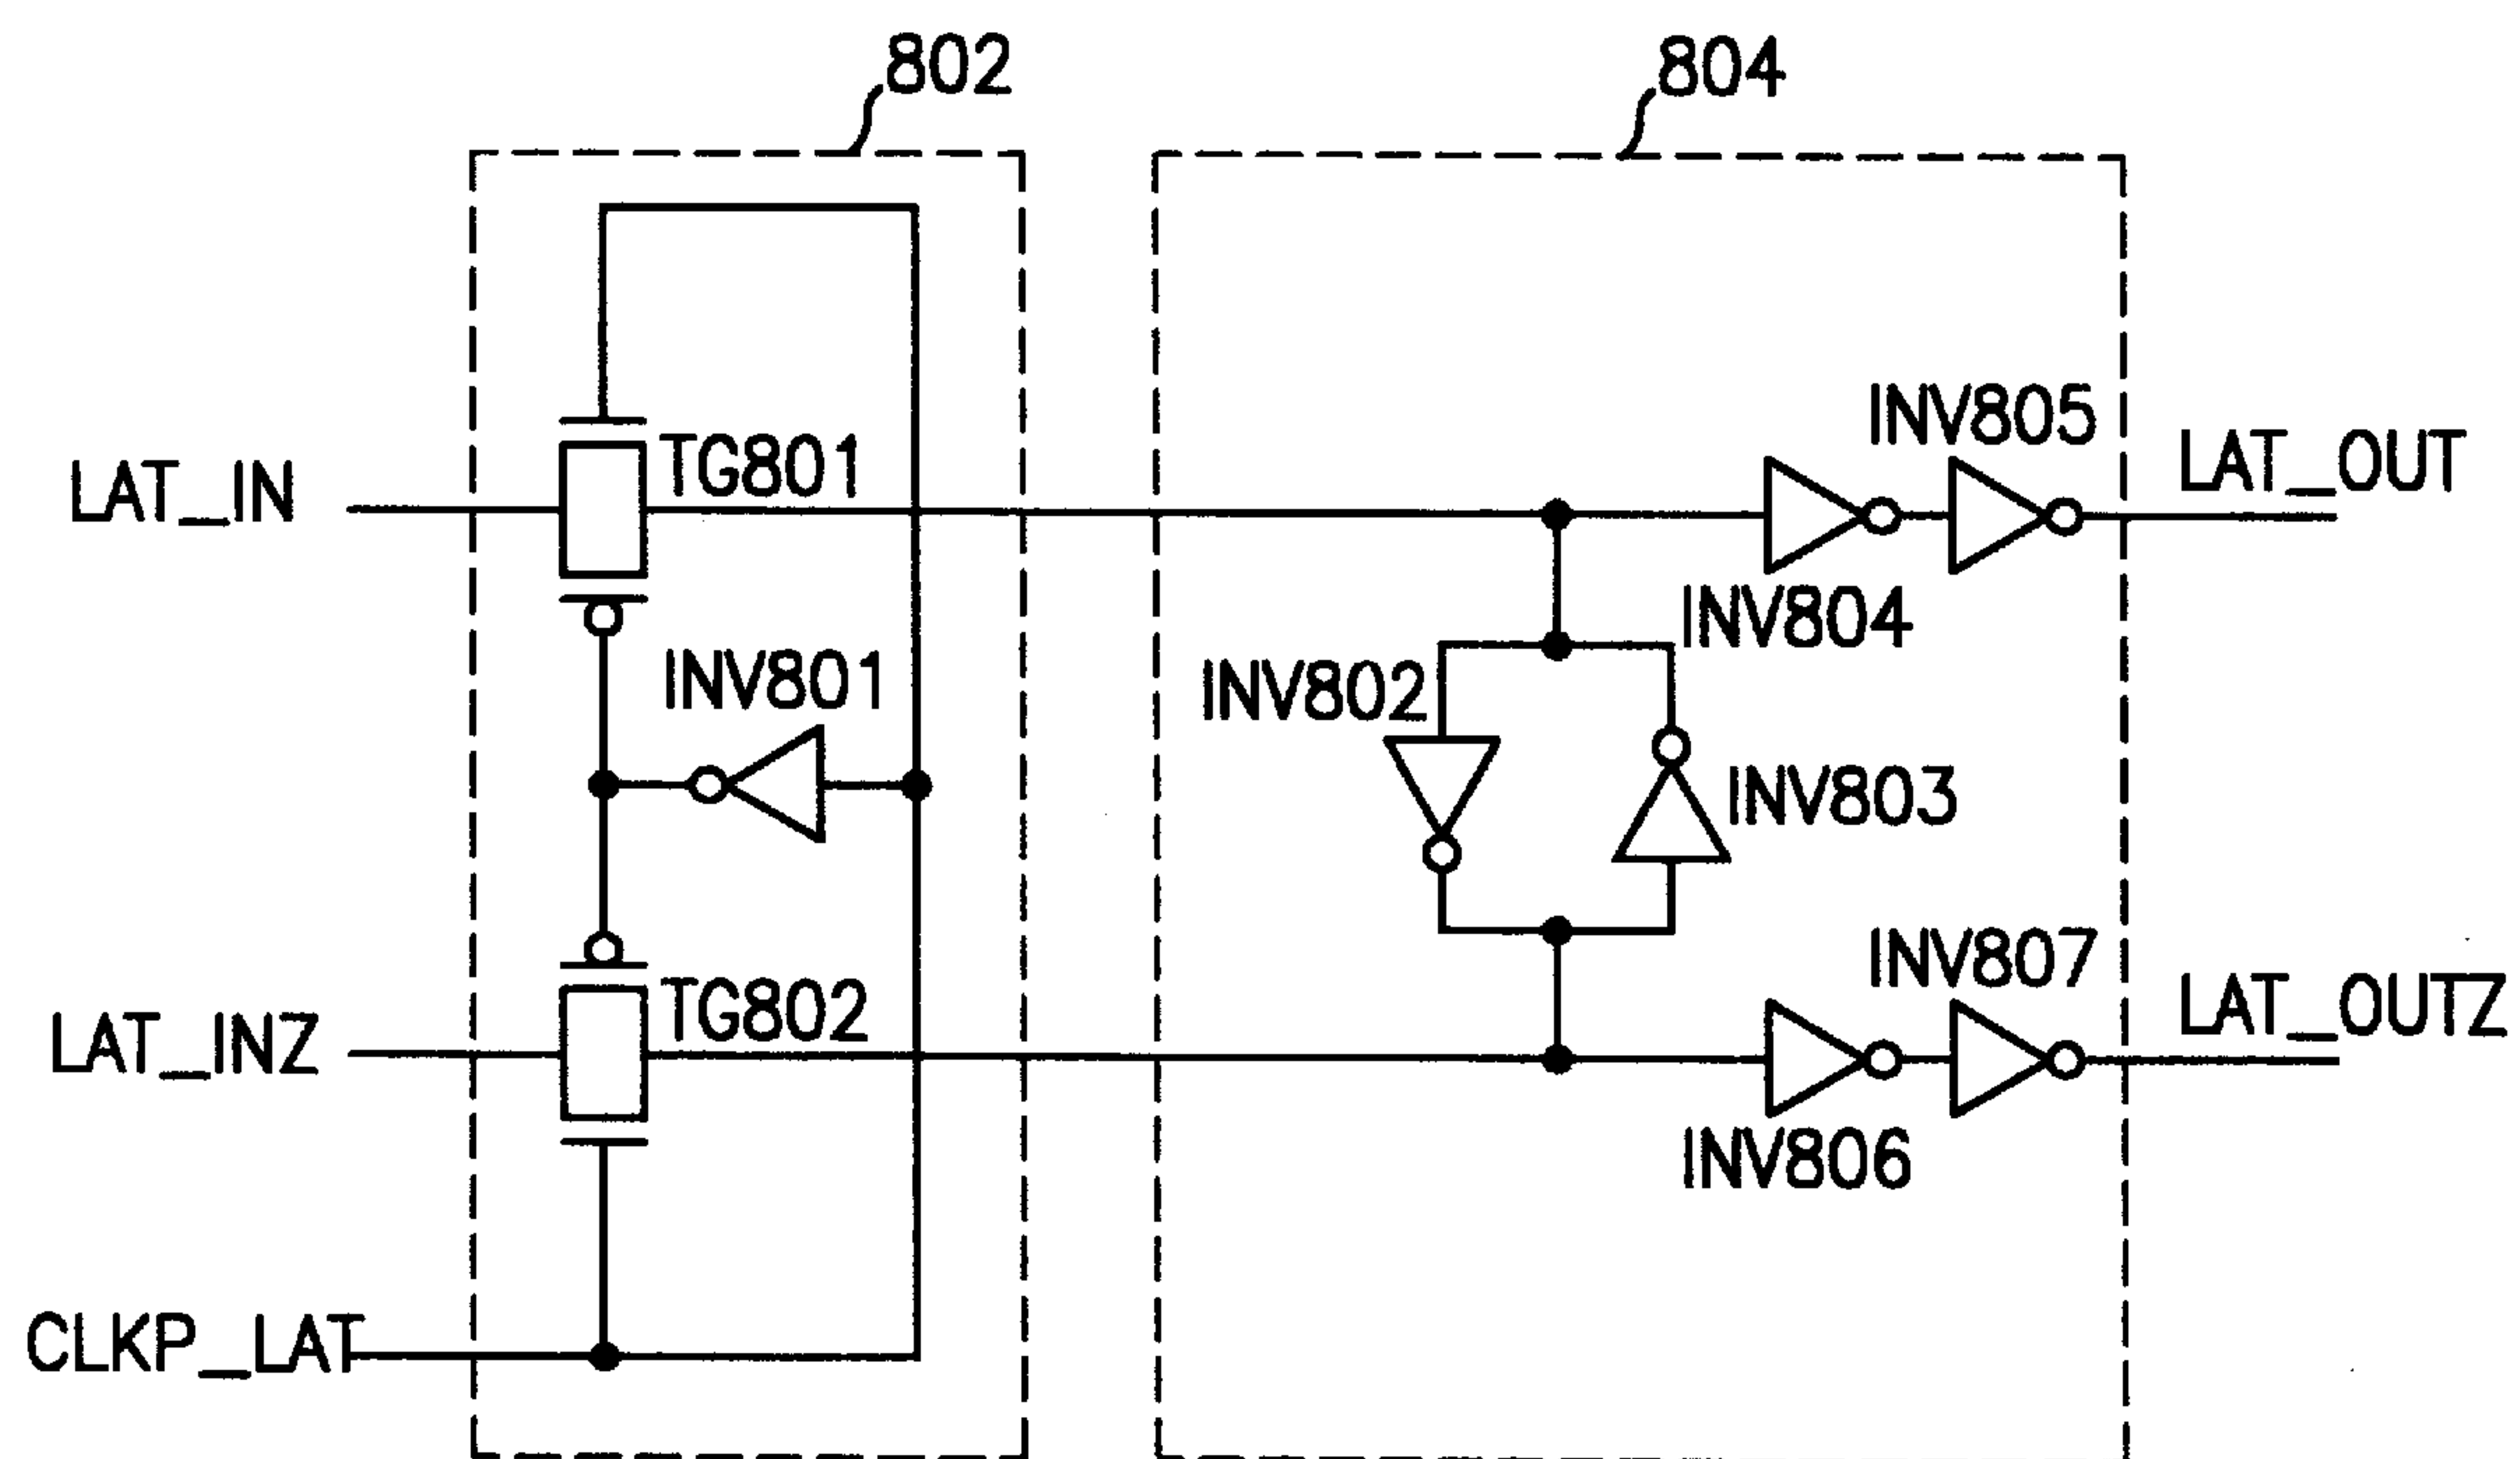 802
804
INV805
LAT_OUT
TG801
LAT_IN
INV804
INV801
INV802
INV803
INV807
LAT_OUTZ
TG802
LAT_INZ
INV806
CLKP_LAT